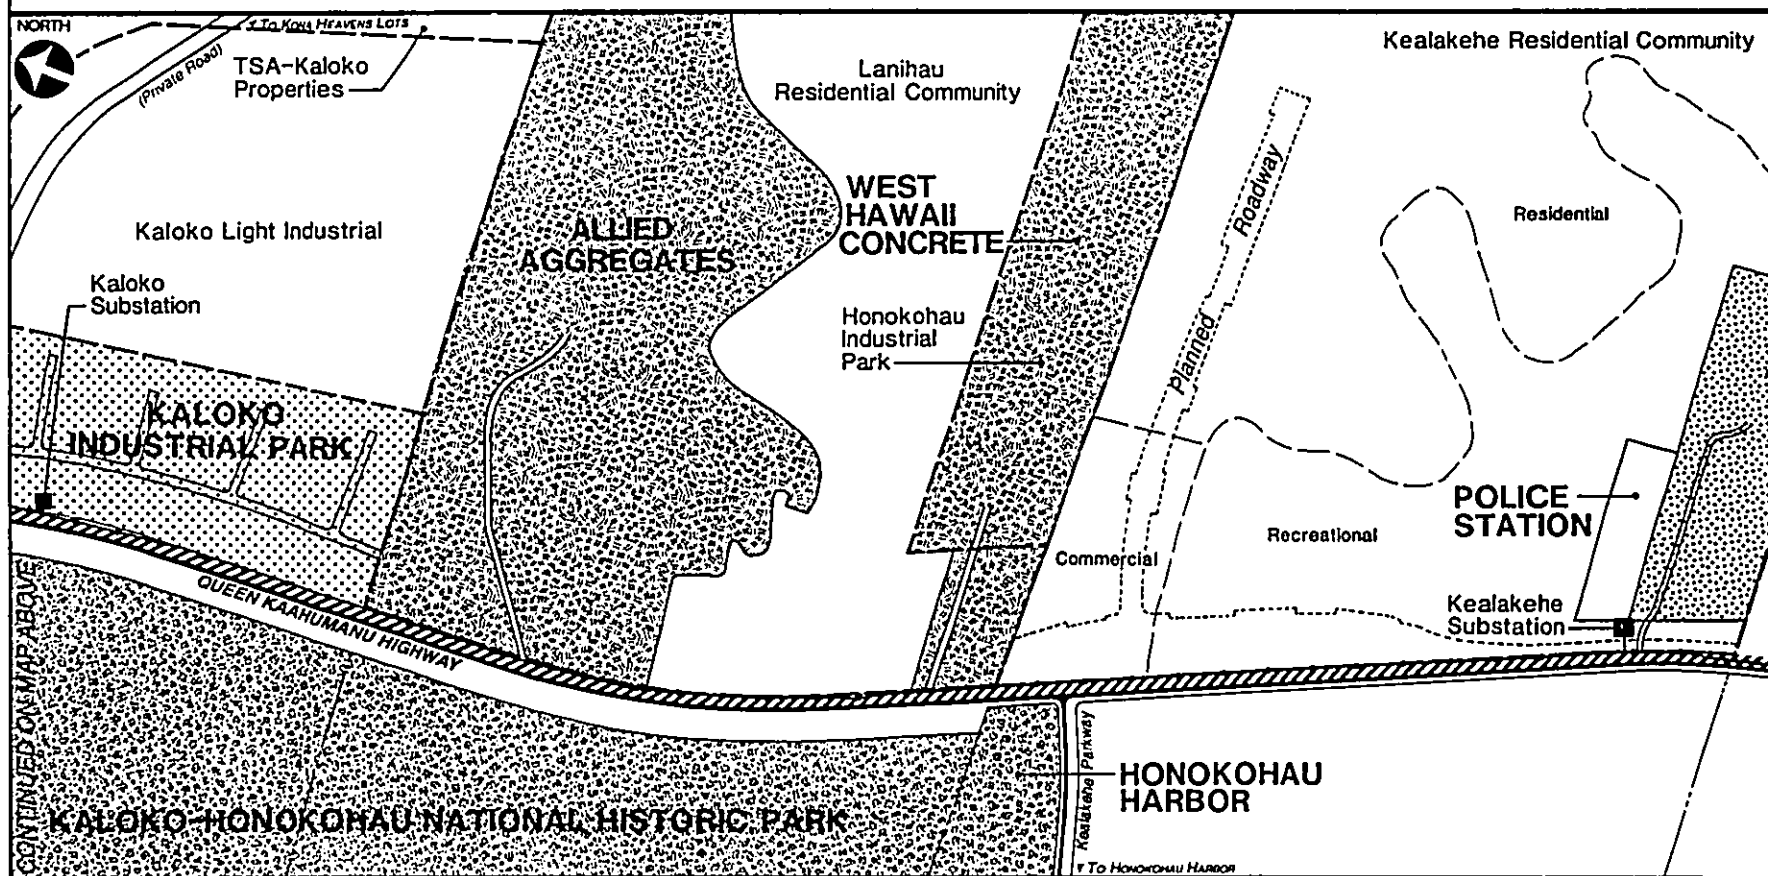 NORTH
To Kona Heavens Lots
(Private Road)
TSA-Kaloko
Properties
Lanihau
Residential Community
Kealakehe Residential Community
Kaloko Light Industrial
ALLIED
AGGREGATES
WEST
HAWAII
CONCRETE
Planned Roadway
Residential
Kaloko
Substation
Honokohau
Industrial
Park
KALOKO
INDUSTRIAL PARK
POLICE
STATION
Recreational
Commercial
Kealakehe
Substation
QUEEN KAAHUMANU HIGHWAY
CONTINUED ON MAP ABOVE
Kealakehe Parkway
HONOKOHAU
HARBOR
KALOKO-HONOKOHAU NATIONAL HISTORIC PARK
To Honokohau Harbor